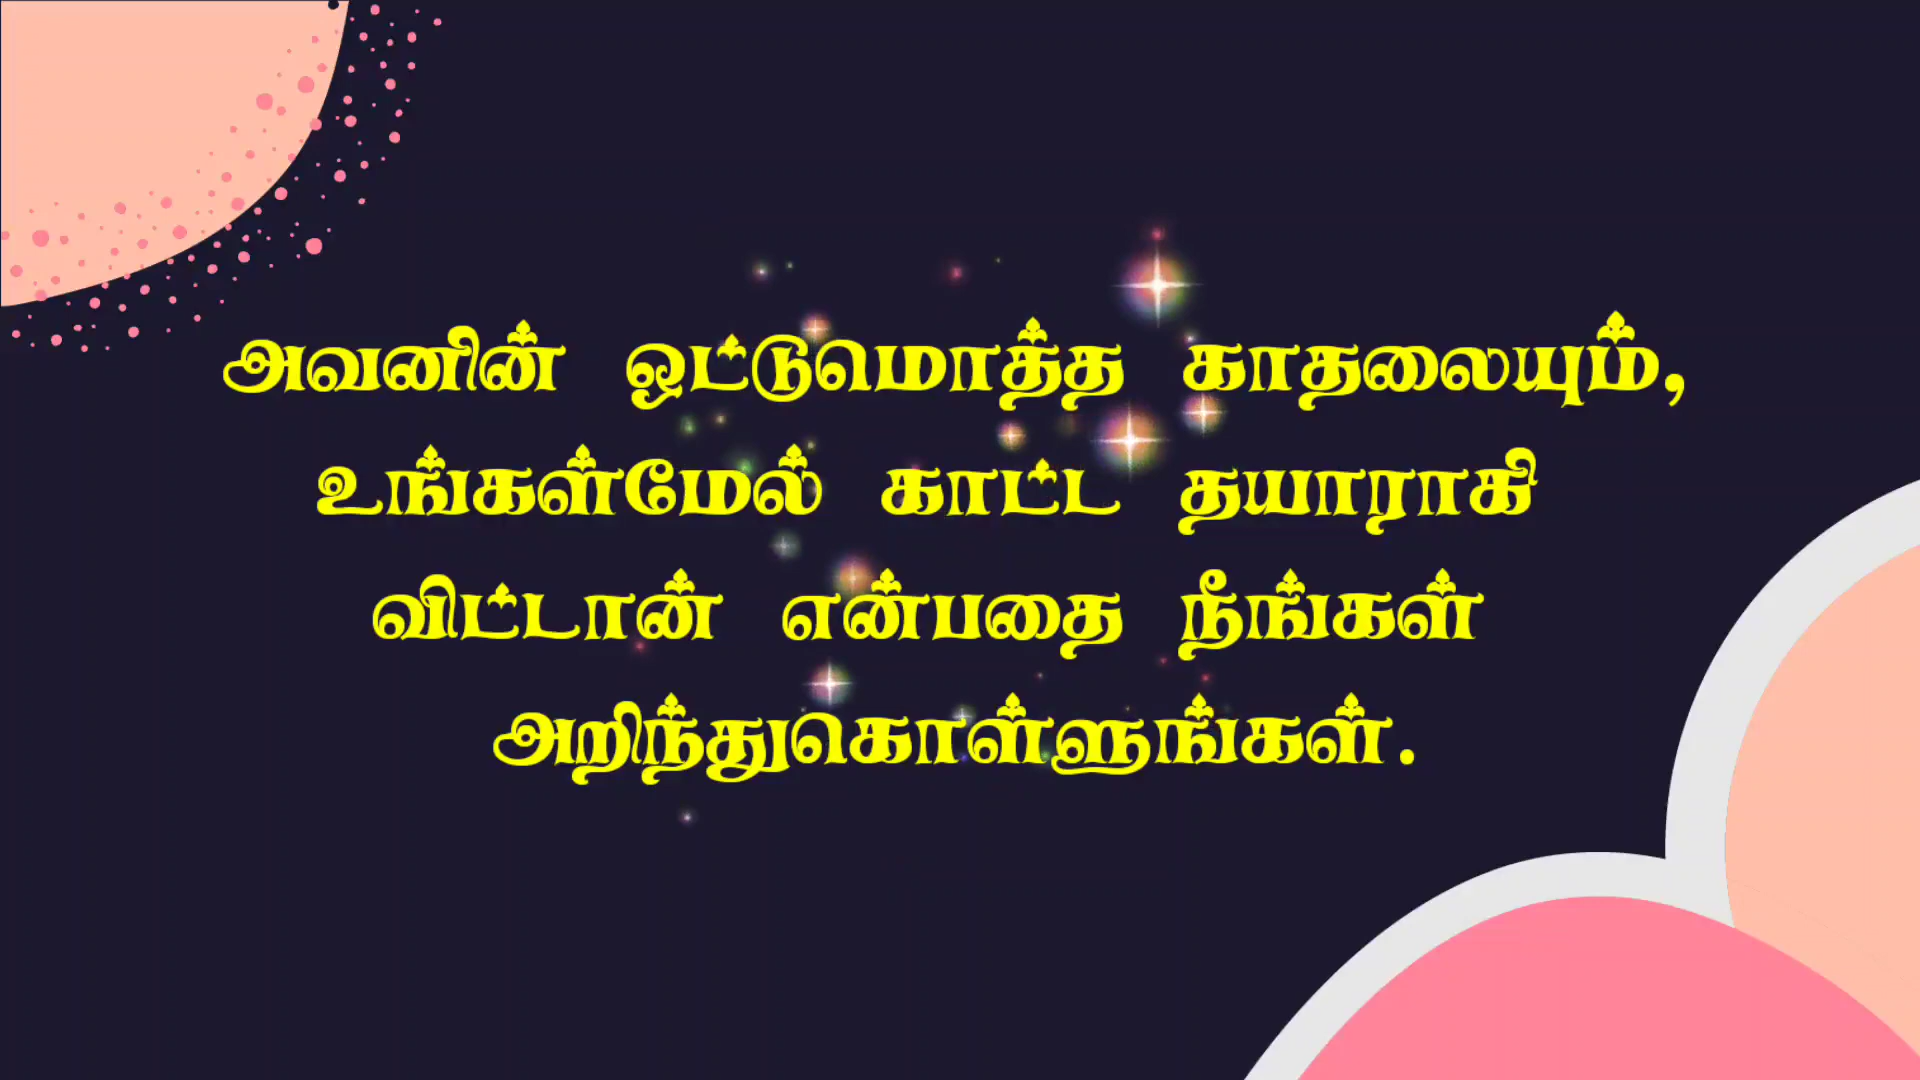 அவனின் ஒட்டுமொத்த காதலையும்,
உங்கள்மேல் காட்ட தயாராகி
விட்டான் என்பதை நீங்கள்
அறிந்துகொள்ளுங்கள்.